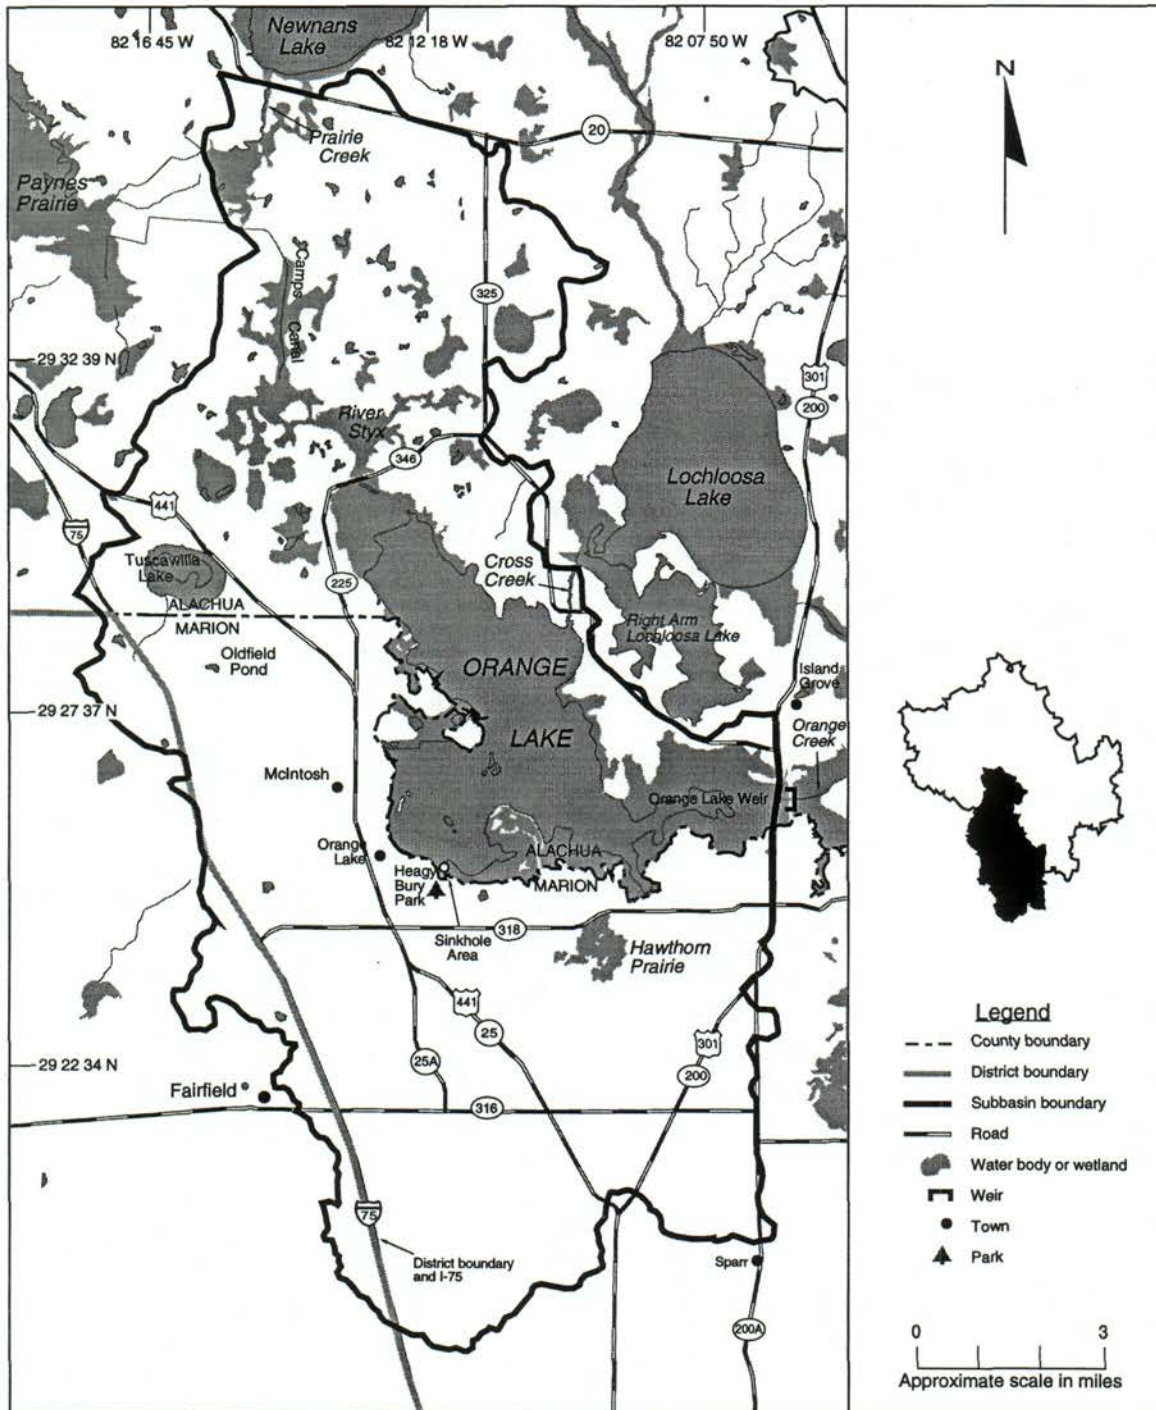 Newnans
Lake
82 16 45 W
82 12 18 W
82 07 50 W
N
Prairie
Creek
20
Paynes
Prairie
Camps
Canal
325
29 32 39 N
301
200
River
Styx
346
Lochloosa
Lake
441
75
Cross
Creek
Tuscawilla
Lake
225
ALACHUA
MARION
Right Arm
Lochloosa Lake
Oldfield
Pond
ORANGE
LAKE
Island
Grove
29 27 37 N
Orange
Creek
McIntosh
Orange Lake Weir
Orange
Lake
ALACHUA
MARION
Heagy
Bury
Park
318
Sinkhole
Area
Hawthorn
Prairie
441
25
301
200
25A
29 22 34 N
Fairfield
316
75
District boundary
and I-75
Sparr
200A
Legend
County boundary
District boundary
Subbasin boundary
Road
Water body or wetland
Weir
Town
Park
0 3
Approximate scale in miles